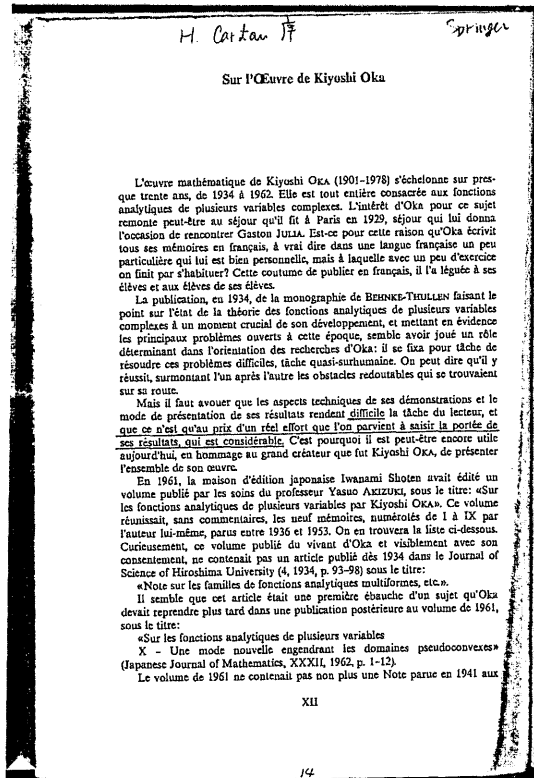 H. Cartan 序
Springer
Sur l'Œuvre de Kiyoshi Oka
L'œuvre mathématique de Kiyoshi OKA (1901-1978) s'échelonne sur pres-
que trente ans, de 1934 à 1962. Elle est tout entière consacrée aux fonctions
analytiques de plusieurs variables complexes. L'intérêt d'Oka pour ce sujet
remonte peut-être au séjour qu'il fit à Paris en 1929, séjour qui lui donna
l'occasion de rencontrer Gaston JULIA. Est-ce pour cette raison qu'Oka écrivit
tous ses mémoires en français, à vrai dire dans une langue française un peu
particulière qui lui est bien personnelle, mais à laquelle avec un peu d'exercice
on finit par s'habituer? Cette coutume de publier en français, il l'a léguée à ses
élèves et aux élèves de ses élèves.
La publication, en 1934, de la monographie de BEHNKE-THULLEN faisant le
point sur l'état de la théorie des fonctions analytiques de plusieurs variables
complexes à un moment crucial de son développement, et mettant en évidence
les principaux problèmes ouverts à cette époque, semble avoir joué un rôle
déterminant dans l'orientation des recherches d'Oka: il se fixa pour tâche de
résoudre ces problèmes difficiles, tâche quasi-surhumaine. On peut dire qu'il y
réussit, surmontant l'un après l'autre les obstacles redoutables qui se trouvaient
sur sa route.
Mais il faut avouer que les aspects techniques de ses démonstrations et le
mode de présentation de ses résultats rendent difficile la tâche du lecteur, et
que ce n'est qu'au prix d'un réel effort que l'on parvient à saisir la portée de
ses résultats, qui est considérable. C'est pourquoi il est peut-être encore utile
aujourd'hui, en hommage au grand créateur que fut Kiyoshi OKA, de présenter
l'ensemble de son œuvre.
En 1961, la maison d'édition japonaise Iwanami Shoten avait édité un
volume publié par les soins du professeur Yasuo AKIZUKI, sous le titre: «Sur
les fonctions analytiques de plusieurs variables par Kiyoshi OKA». Ce volume
réunissait, sans commentaires, les neuf mémoires, numérotés de I à IX par
l'auteur lui-même, parus entre 1936 et 1953. On en trouvera la liste ci-dessous.
Curieusement, ce volume publié du vivant d'Oka et visiblement avec son
consentement, ne contenait pas un article publié dès 1934 dans le Journal of
Science of Hiroshima University (4, 1934, p. 93-98) sous le titre:
«Note sur les familles de fonctions analytiques multiformes, etc.».
Il semble que cet article était une première ébauche d'un sujet qu'Oka
devait reprendre plus tard dans une publication postérieure au volume de 1961,
sous le titre:
«Sur les fonctions analytiques de plusieurs variables
X – Une mode nouvelle engendrant les domaines pseudoconvexes»
(Japanese Journal of Mathematics, XXXII, 1962, p. 1-12).
Le volume de 1961 ne contenait pas non plus une Note parue en 1941 aux
XII
14